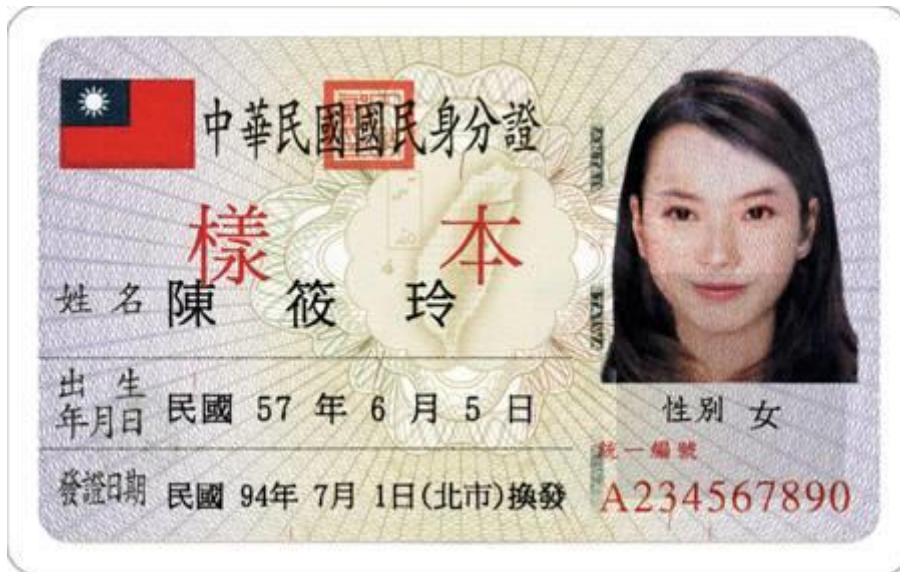 中華民國國民身分證
樣本
姓名 陳筱玲
出生年月日 民國 57 年 6 月 5 日
性別 女
發證日期 民國 94年 7月 1日(北市)換發
統一編號
A234567890